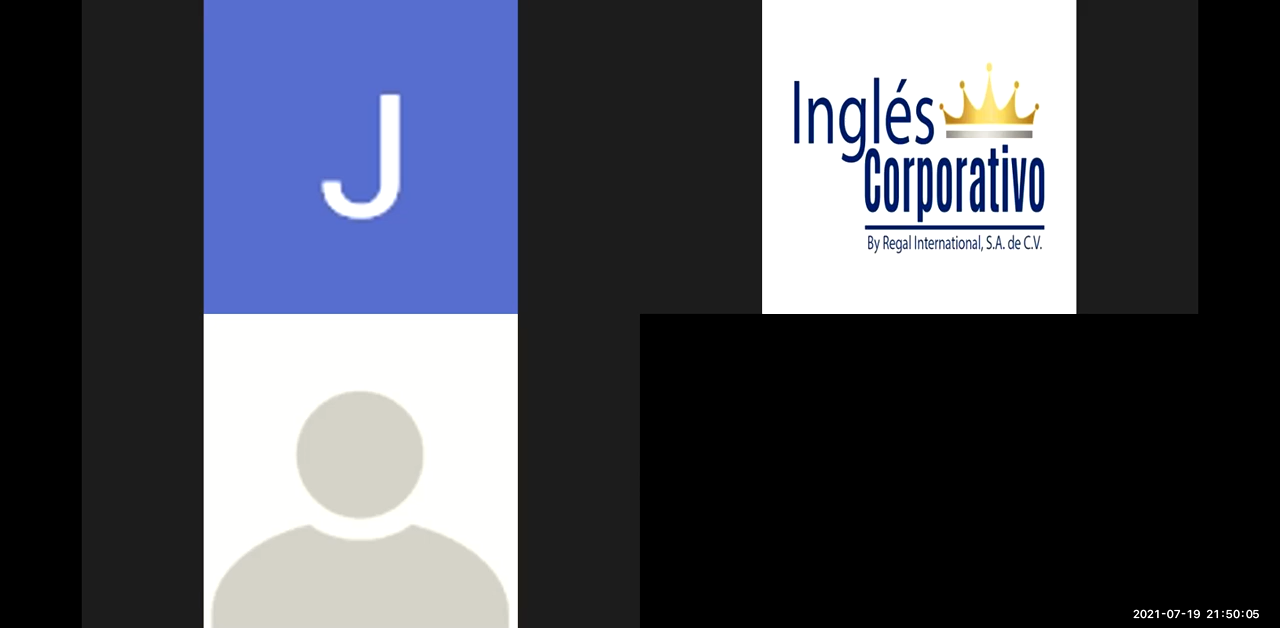 J
Inglés
Corporativo
By Regal International, S.A. de C.V.
2021-07-19 21:50:05